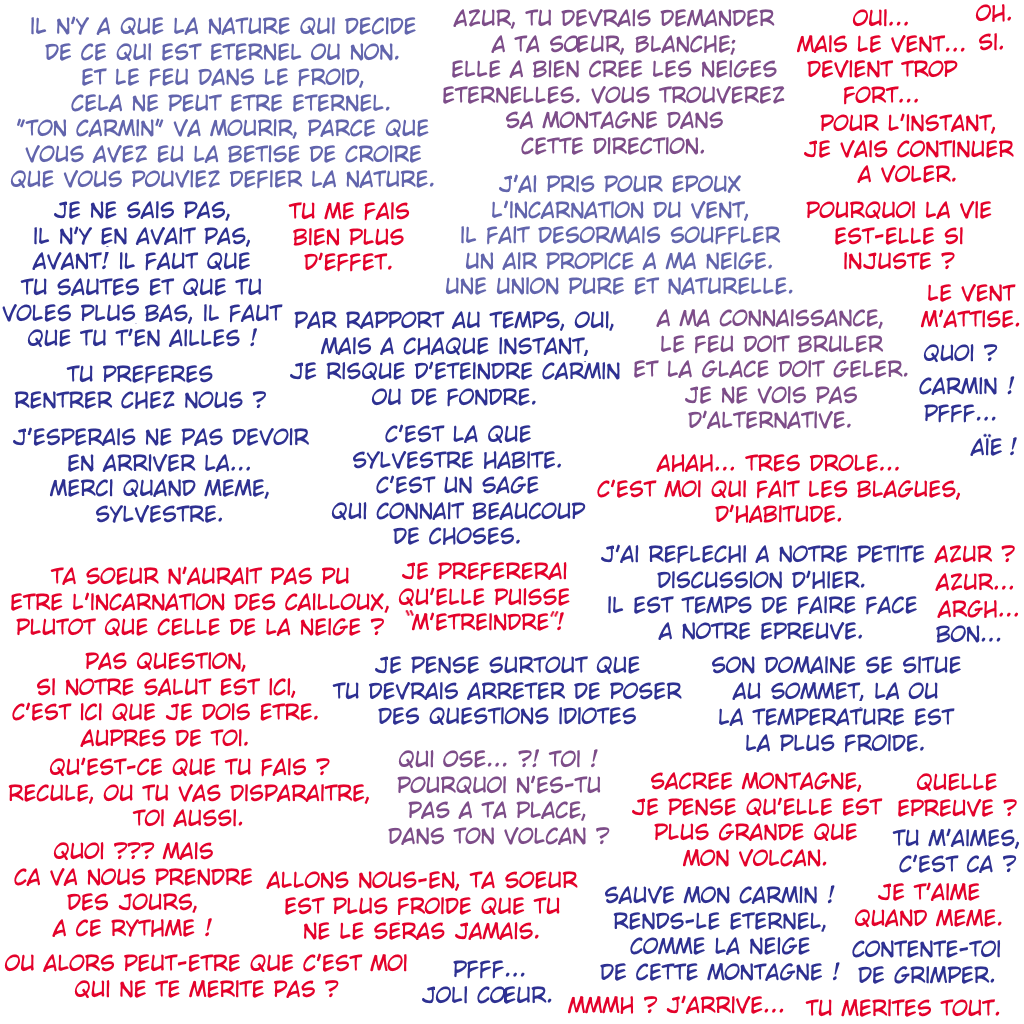 IL N'Y A QUE LA NATURE QUI DECIDE
DE CE QUI EST ETERNEL OU NON.
ET LE FEU DANS LE FROID,
CELA NE PEUT ETRE ETERNEL.
"TON CARMIN" VA MOURIR, PARCE QUE
VOUS AVEZ EU LA BETISE DE CROIRE
QUE VOUS POUVIEZ DEFIER LA NATURE.
AZUR, TU DEVRAIS DEMANDER
A TA SŒUR, BLANCHE;
ELLE A BIEN CREE LES NEIGES
ETERNELLES. VOUS TROUVEREZ
SA MONTAGNE DANS
CETTE DIRECTION.
OUI...
MAIS LE VENT...
DEVIENT TROP
FORT...
OH.
SI.
POUR L'INSTANT,
JE VAIS CONTINUER
A VOLER.
JE NE SAIS PAS,
IL N'Y EN AVAIT PAS,
AVANT! IL FAUT QUE
TU SAUTES ET QUE TU
VOLES PLUS BAS, IL FAUT
QUE TU T'EN AILLES !
TU ME FAIS
BIEN PLUS
D'EFFET.
J'AI PRIS POUR EPOUX
L'INCARNATION DU VENT,
IL FAIT DESORMAIS SOUFFLER
UN AIR PROPICE A MA NEIGE.
UNE UNION PURE ET NATURELLE.
POURQUOI LA VIE
EST-ELLE SI
INJUSTE ?
LE VENT
M'ATTISE.
PAR RAPPORT AU TEMPS, OUI,
MAIS A CHAQUE INSTANT,
JE RISQUE D'ETEINDRE CARMIN
OU DE FONDRE.
A MA CONNAISSANCE,
LE FEU DOIT BRULER
ET LA GLACE DOIT GELER.
JE NE VOIS PAS
D'ALTERNATIVE.
QUOI ?
CARMIN !
PFFF...
AÏE !
TU PREFERES
RENTRER CHEZ NOUS ?
J'ESPERAIS NE PAS DEVOIR
EN ARRIVER LA...
MERCI QUAND MEME,
SYLVESTRE.
C'EST LA QUE
SYLVESTRE HABITE.
C'EST UN SAGE
QUI CONNAIT BEAUCOUP
DE CHOSES.
AHAH... TRES DROLE...
C'EST MOI QUI FAIT LES BLAGUES,
D'HABITUDE.
TA SOEUR N'AURAIT PAS PU
ETRE L'INCARNATION DES CAILLOUX,
PLUTOT QUE CELLE DE LA NEIGE ?
JE PREFERERAI
QU'ELLE PUISSE
"M'ETREINDRE"!
J'AI REFLECHI A NOTRE PETITE
DISCUSSION D'HIER.
IL EST TEMPS DE FAIRE FACE
A NOTRE EPREUVE.
AZUR ?
AZUR...
ARGH...
BON...
PAS QUESTION,
SI NOTRE SALUT EST ICI,
C'EST ICI QUE JE DOIS ETRE.
AUPRES DE TOI.
JE PENSE SURTOUT QUE
TU DEVRAIS ARRETER DE POSER
DES QUESTIONS IDIOTES
SON DOMAINE SE SITUE
AU SOMMET, LA OU
LA TEMPERATURE EST
LA PLUS FROIDE.
QU'EST-CE QUE TU FAIS ?
RECULE, OU TU VAS DISPARAITRE,
TOI AUSSI.
QUI OSE... ?! TOI !
POURQUOI N'ES-TU
PAS A TA PLACE,
DANS TON VOLCAN ?
SACREE MONTAGNE,
JE PENSE QU'ELLE EST
PLUS GRANDE QUE
MON VOLCAN.
QUELLE
EPREUVE ?
TU M'AIMES,
C'EST CA ?
QUOI ??? MAIS
CA VA NOUS PRENDRE
DES JOURS,
A CE RYTHME !
ALLONS NOUS-EN, TA SOEUR
EST PLUS FROIDE QUE TU
NE LE SERAS JAMAIS.
SAUVE MON CARMIN !
RENDS-LE ETERNEL,
COMME LA NEIGE
DE CETTE MONTAGNE !
JE T'AIME
QUAND MEME.
CONTENTE-TOI
DE GRIMPER.
OU ALORS PEUT-ETRE QUE C'EST MOI
QUI NE TE MERITE PAS ?
PFFF...
JOLI CŒUR.
MMMH ? J'ARRIVE...
TU MERITES TOUT.